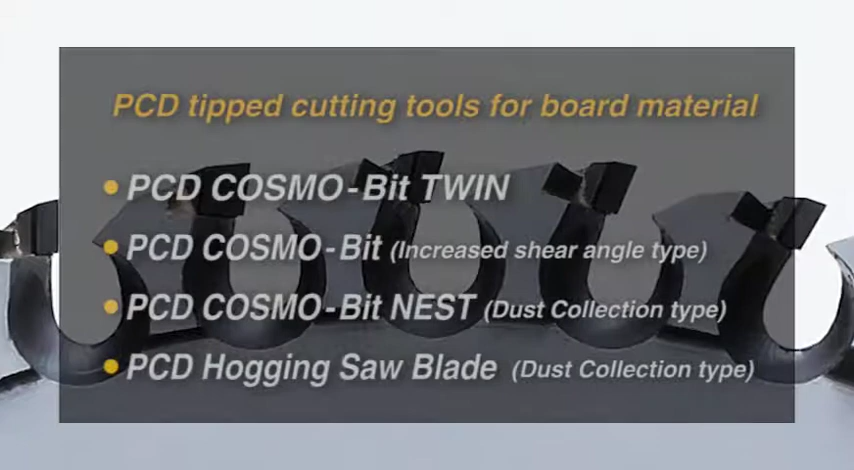 PCD tipped cutting tools for board material
• PCD COSMO-Bit TWIN
• PCD COSMO-Bit (Increased shear angle type)
• PCD COSMO-Bit NEST (Dust Collection type)
• PCD Hogging Saw Blade (Dust Collection type)